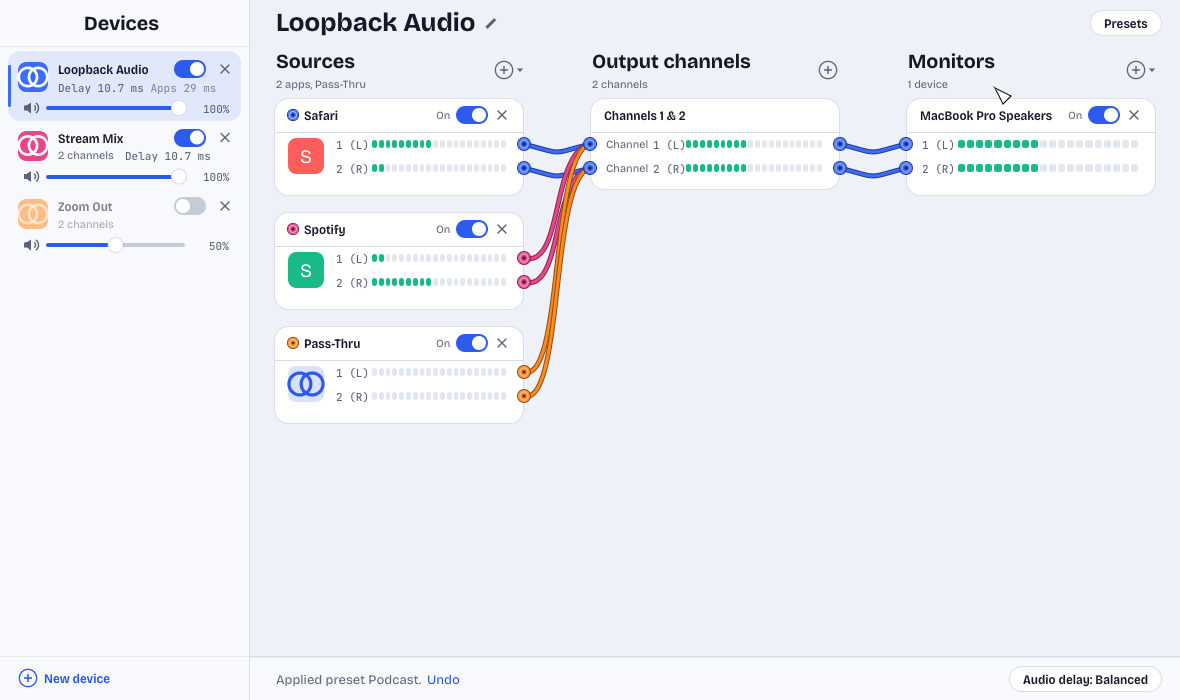 Devices
Loopback Audio
Delay 10.7 ms Apps 29 ms
100%
Stream Mix
2 channels Delay 10.7 ms
100%
Zoom Out
2 channels
50%
New device
Loopback Audio
Presets
Sources
2 apps, Pass-Thru
Safari On
S
1 (L)
2 (R)
Spotify On
S
1 (L)
2 (R)
Pass-Thru On
1 (L)
2 (R)
Output channels
2 channels
Channels 1 & 2
Channel 1 (L)
Channel 2 (R)
Monitors
1 device
MacBook Pro Speakers On
1 (L)
2 (R)
Applied preset Podcast. Undo
Audio delay: Balanced